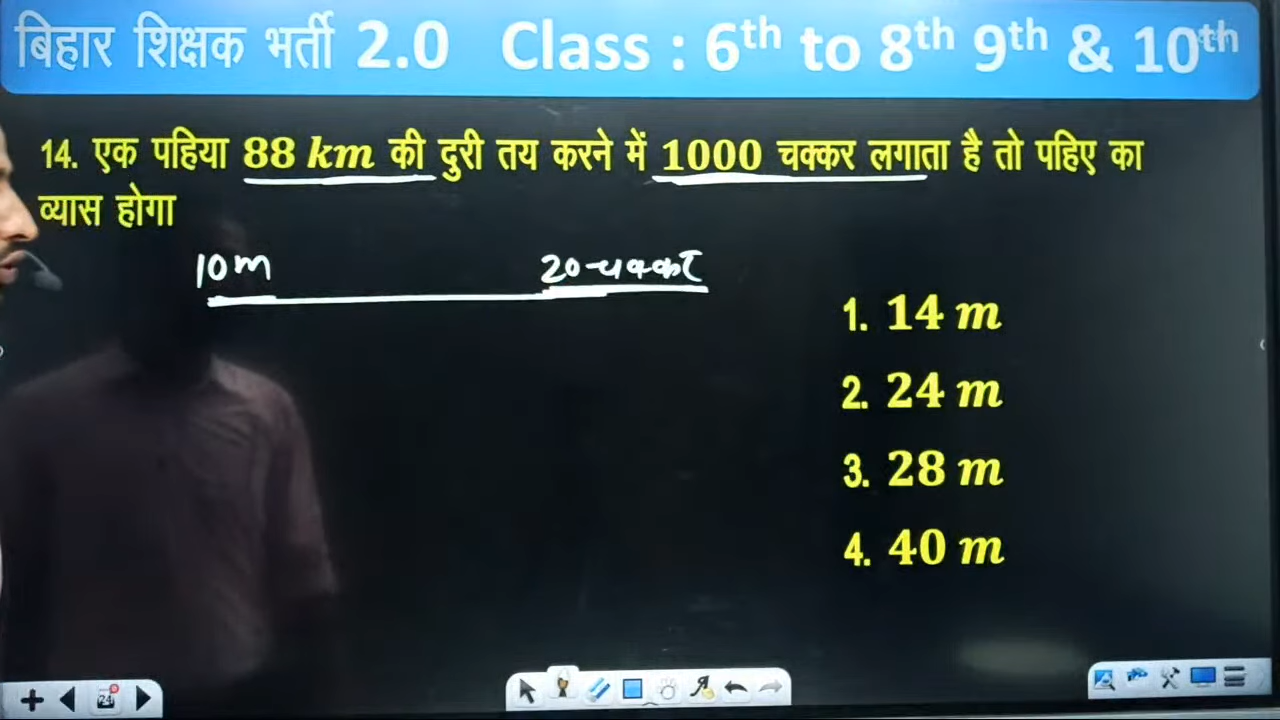 बिहार शिक्षक भर्ती 2.0 Class : 6th to 8th 9th & 10th
14. एक पहिया 88 km की दुरी तय करने में 1000 चक्कर लगाता है तो पहिए का
व्यास होगा
10m 20 चक्कर
1. 14 m
2. 24 m
3. 28 m
4. 40 m
24